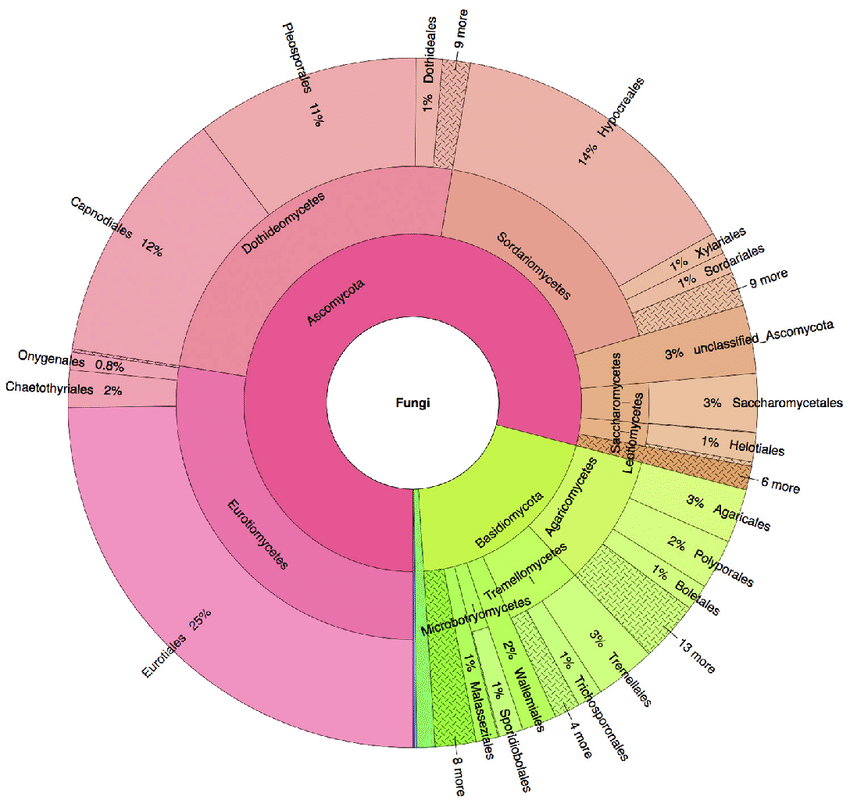 Fungi
Ascomycota
Dothideomycetes
Sordariomycetes
Eurotiomycetes
Saccharomycetes
Leotiomycetes
Basidiomycota
Agaricomycetes
Tremellomycetes
Microbotryomycetes
Pleosporales 11%
1% Dothideales
9 more
14% Hypocreales
1% Xylariales
1% Sordariales
9 more
3% unclassified_Ascomycota
3% Saccharomycetales
1% Helotiales
6 more
3% Agaricales
2% Polyporales
1% Boletales
13 more
3% Tremellales
1% Trichosporonales
4 more
2% Wallemiales
1% Sporidiobolales
1% Malasseziales
8 more
Eurotiales 25%
Chaetothyriales 2%
Onygenales 0.8%
Capnodiales 12%